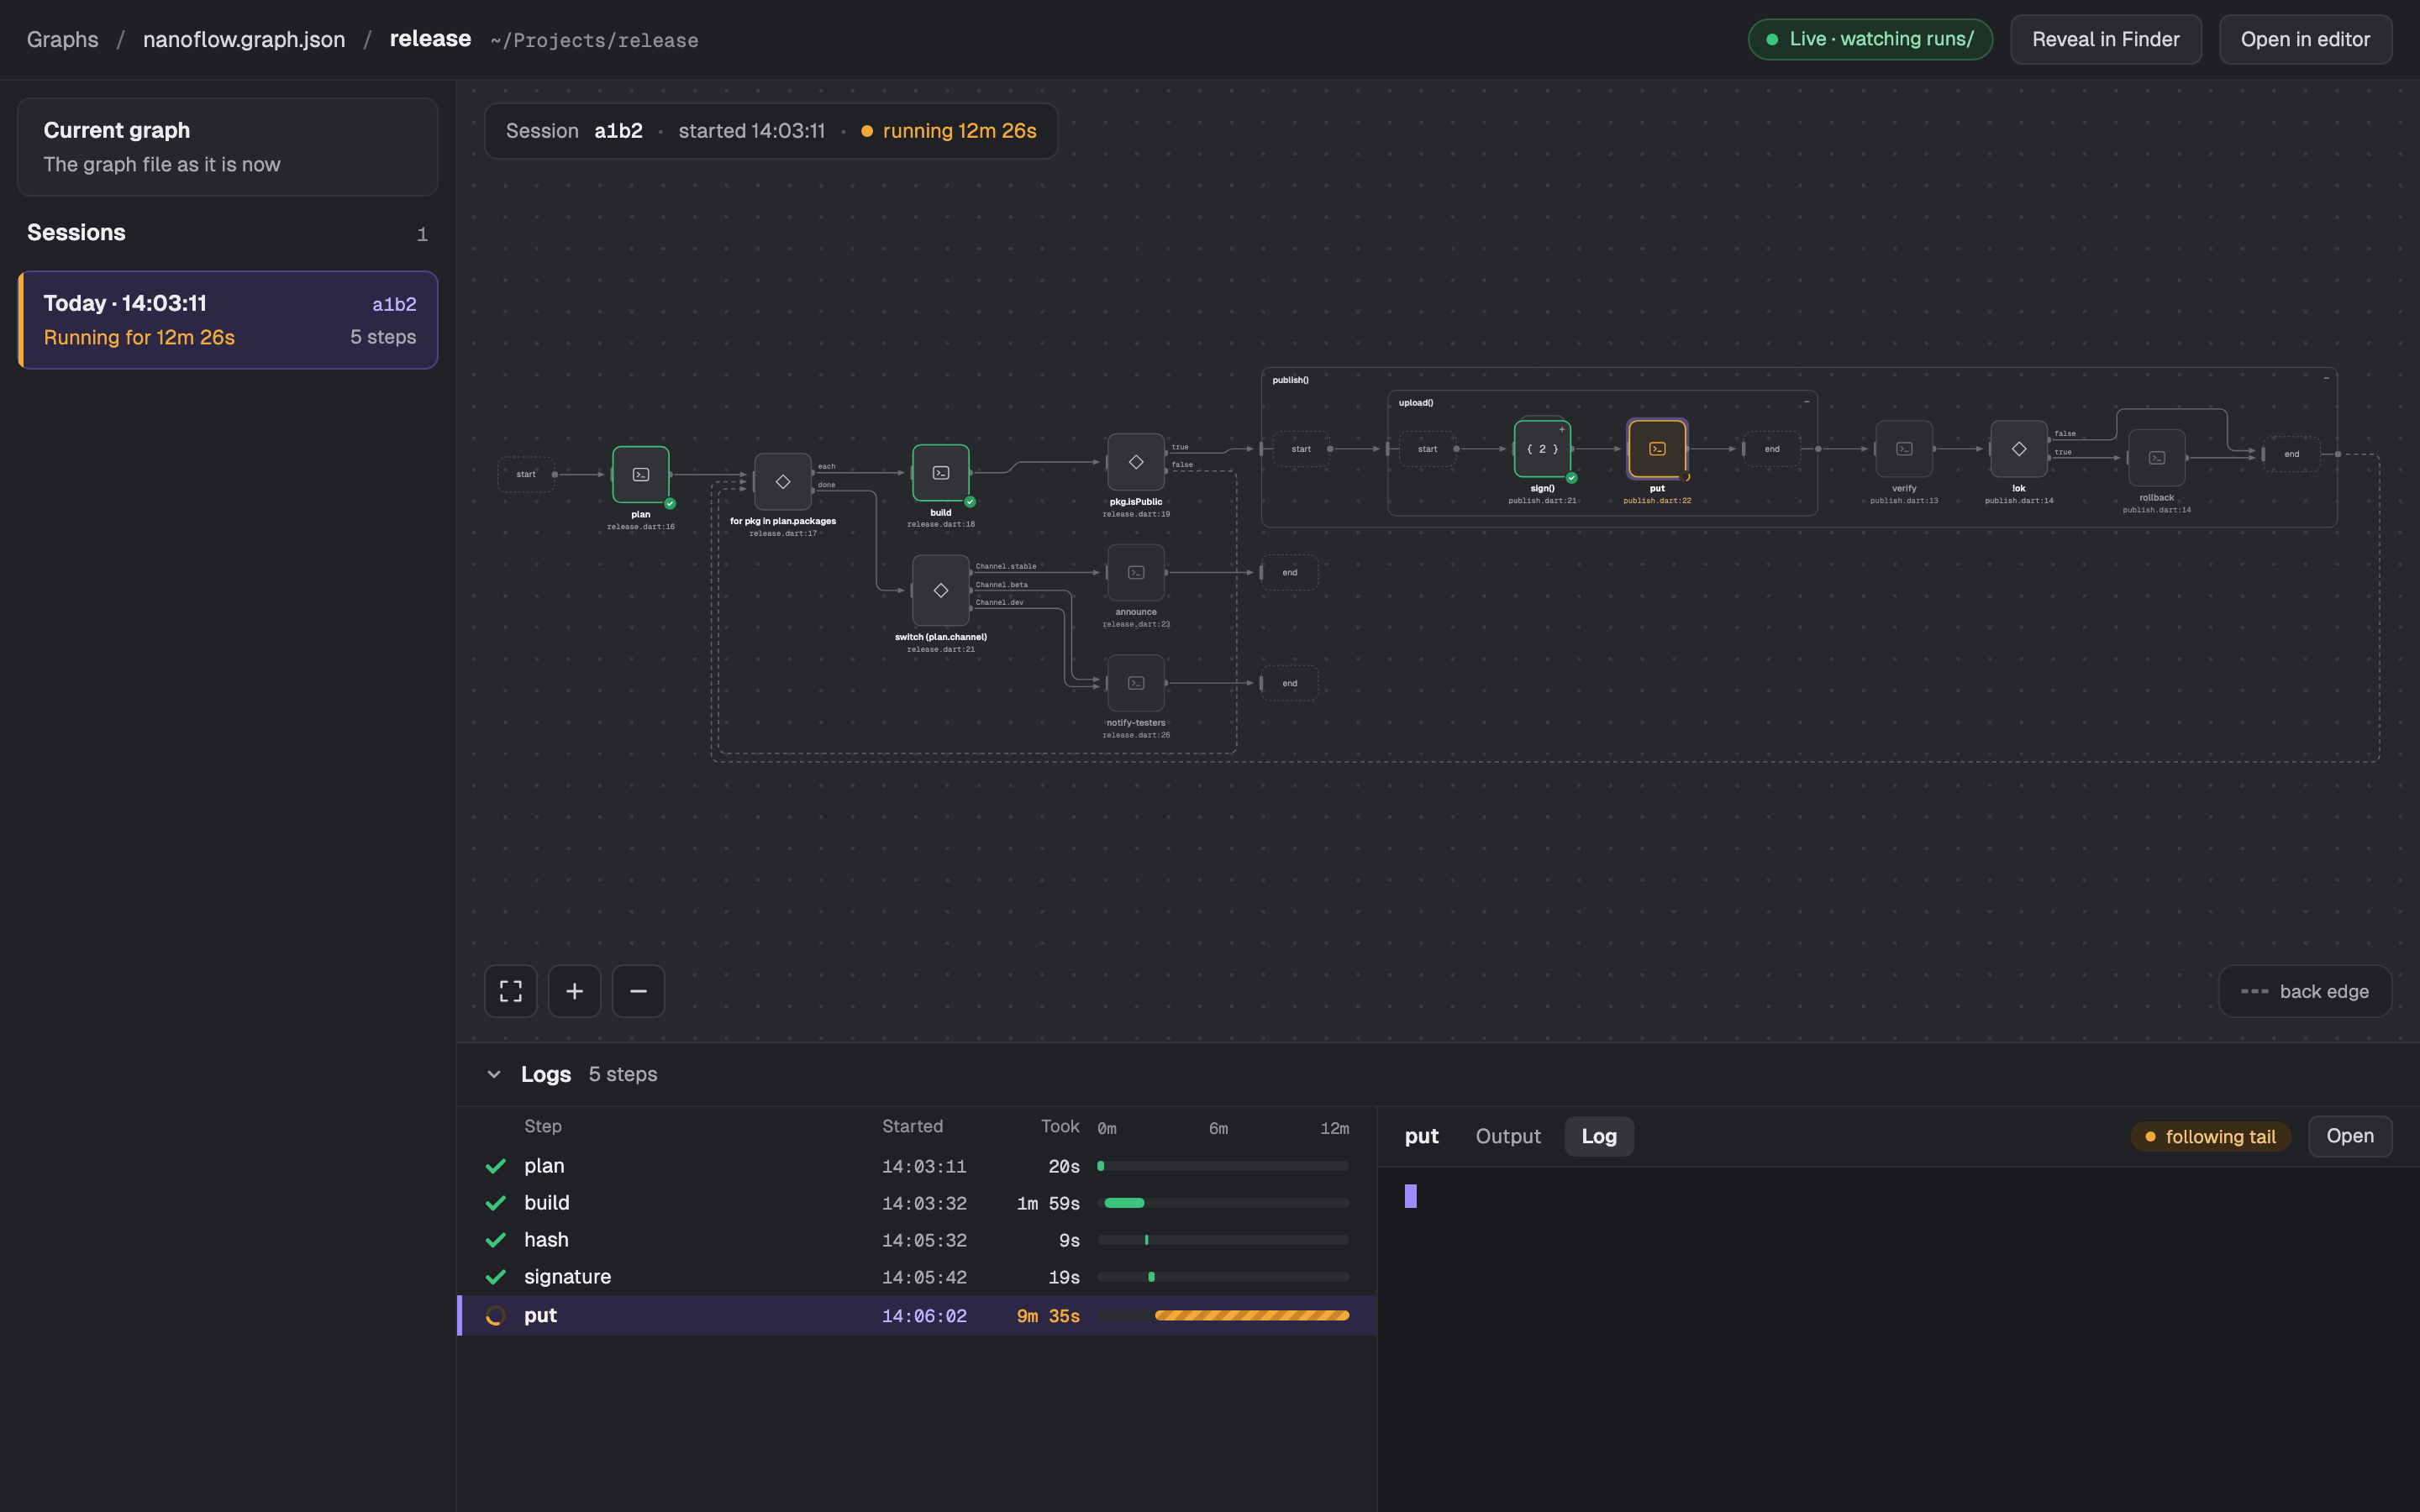 Graphs / nanoflow.graph.json / release ~/Projects/release
Live · watching runs/
Reveal in Finder
Open in editor
Current graph
The graph file as it is now
Sessions 1
Today · 14:03:11 a1b2
Running for 12m 26s 5 steps
Session a1b2 · started 14:03:11 · running 12m 26s
publish()
upload()
start
plan
release.dart:16
for pkg in plan.packages
release.dart:17
each
done
build
release.dart:18
pkg.isPublic
release.dart:19
true
false
start
start
{ 2 }
sign()
publish.dart:21
put
publish.dart:22
end
verify
publish.dart:13
!ok
publish.dart:14
false
true
rollback
publish.dart:14
end
switch (plan.channel)
release.dart:21
Channel.stable
Channel.beta
Channel.dev
announce
release.dart:23
end
notify-testers
release.dart:26
end
back edge
Logs 5 steps
Step Started Took 0m 6m 12m
plan 14:03:11 20s
build 14:03:32 1m 59s
hash 14:05:32 9s
signature 14:05:42 19s
put 14:06:02 9m 35s
put Output Log
following tail
Open